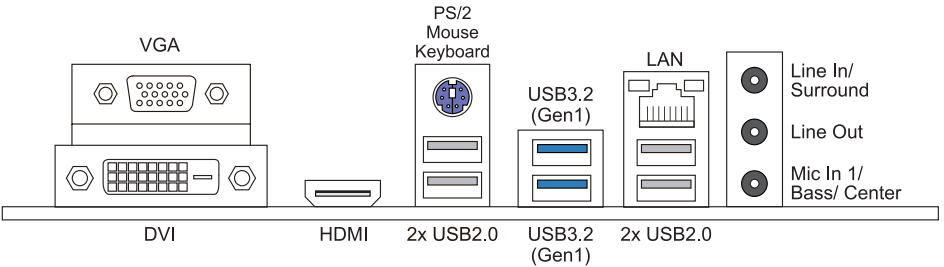 PS/2
Mouse
Keyboard
VGA
LAN
USB3.2
(Gen1)
Line In/
Surround
Line Out
Mic In 1/
Bass/ Center
DVI
HDMI
2x USB2.0
USB3.2
(Gen1)
2x USB2.0